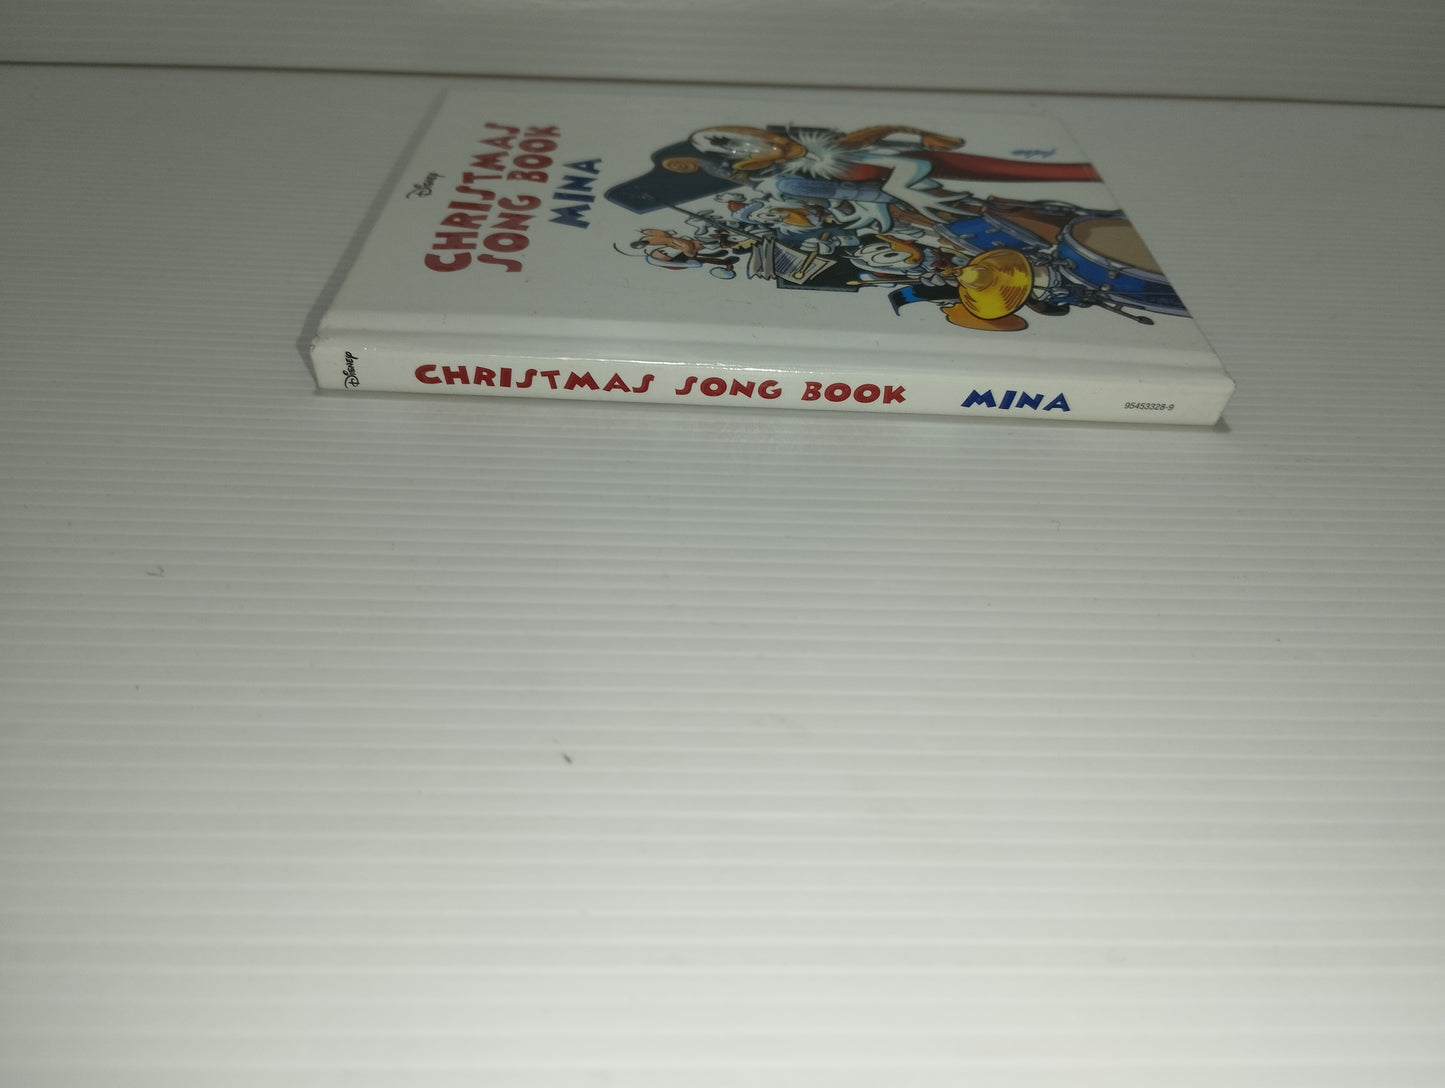 Disney
CHRISTMAS
SONG BOOK
MINA
Disney CHRISTMAS SONG BOOK MINA 95453328-9